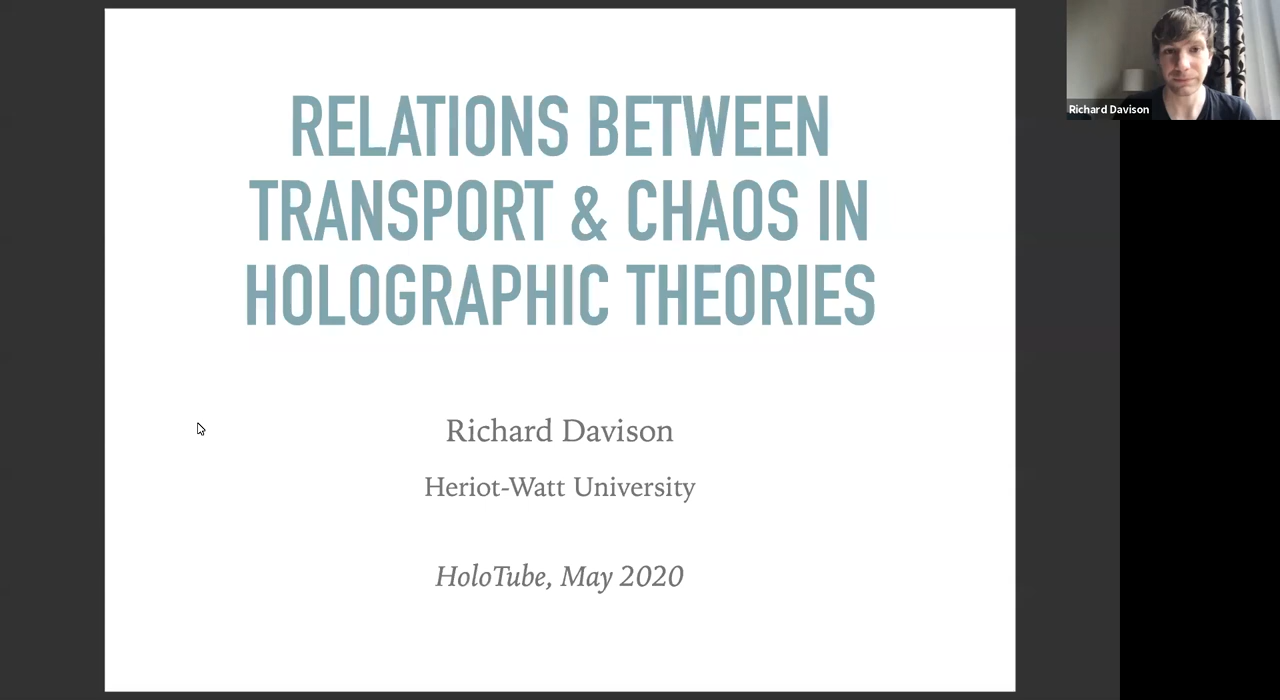 RELATIONS BETWEEN
TRANSPORT & CHAOS IN
HOLOGRAPHIC THEORIES
Richard Davison
Heriot-Watt University
HoloTube, May 2020
Richard Davison